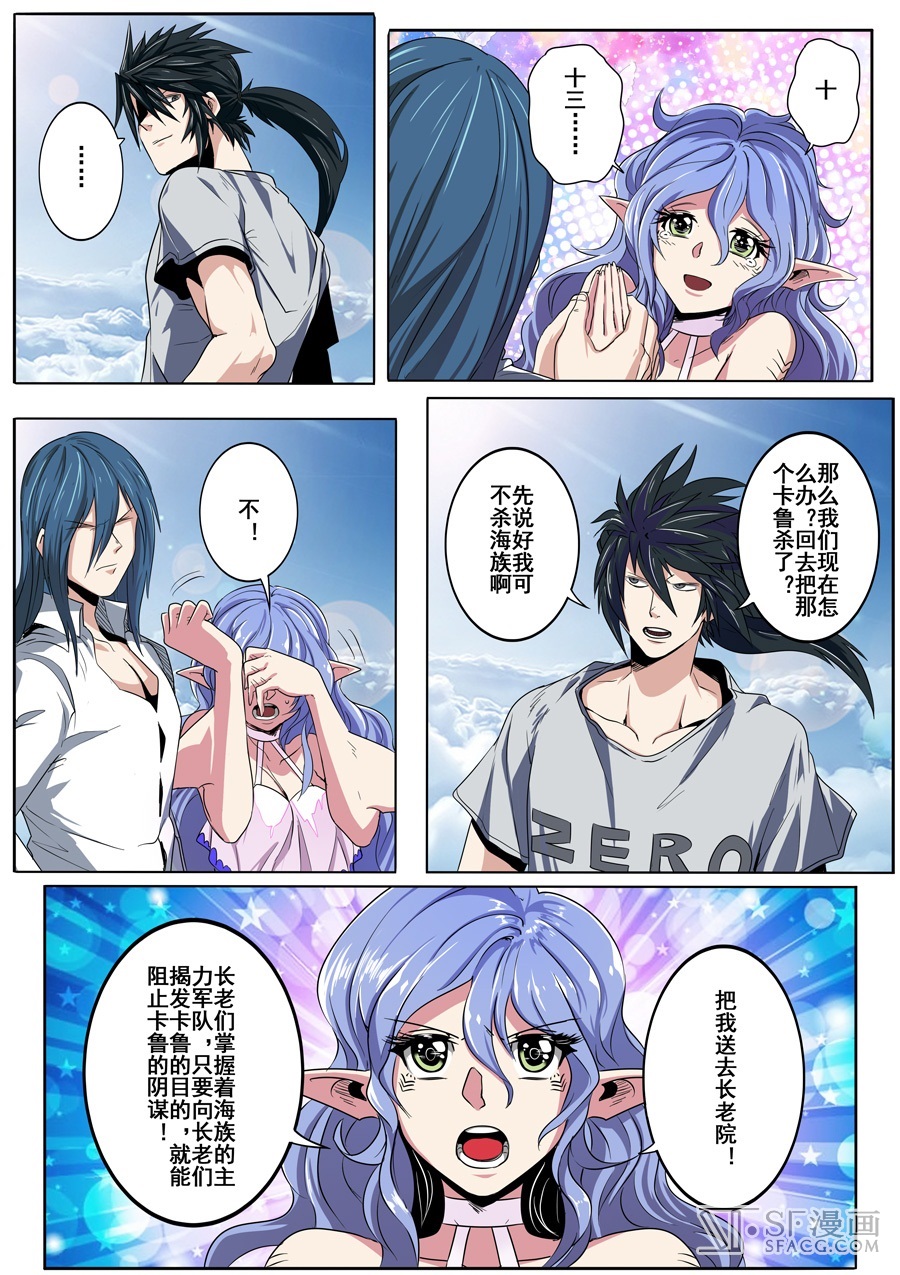 十
十三……
……
那么我们现在怎
么办？回去把那
个卡鲁杀了？
先说好我可
不杀海族啊
ZERO
不！
把我送去长老院！
长老们掌握着海族的主
力军队，只要向长老们
揭发卡鲁的目的，就能
阻止卡鲁的阴谋！
SF漫画
SFACG.COM